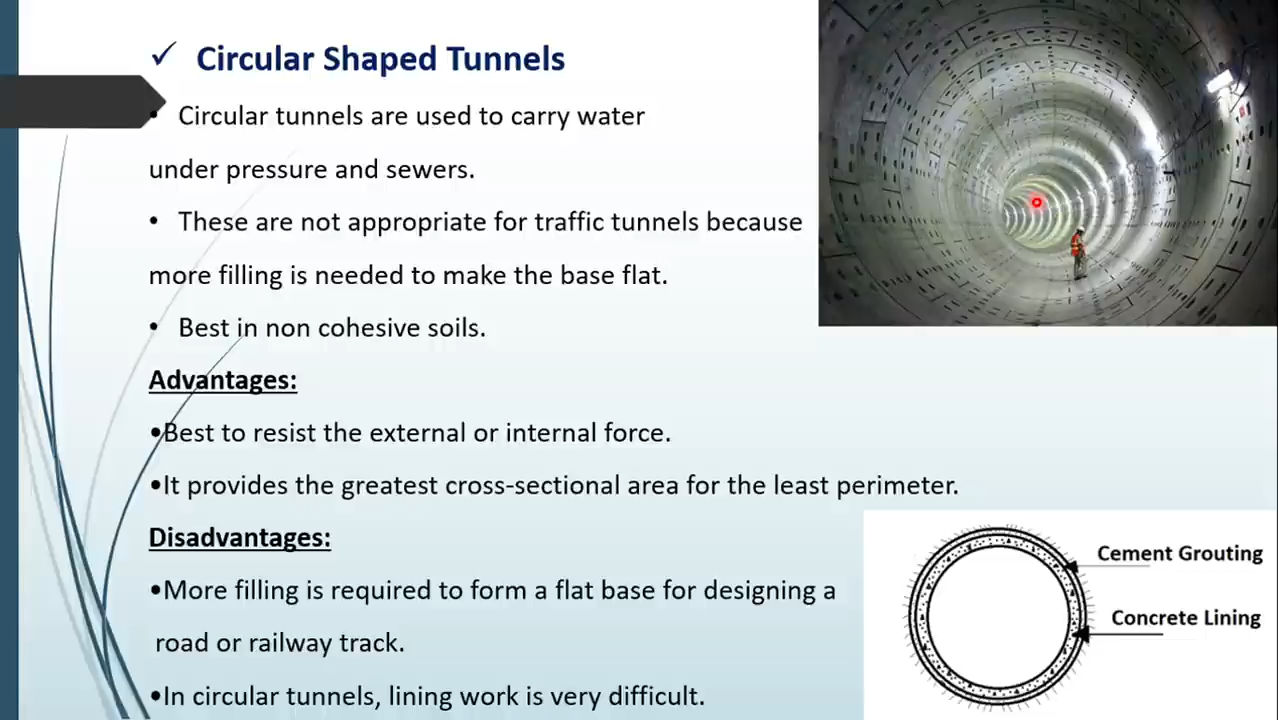 ✓ Circular Shaped Tunnels
• Circular tunnels are used to carry water
under pressure and sewers.
• These are not appropriate for traffic tunnels because
more filling is needed to make the base flat.
• Best in non cohesive soils.
Advantages:
•Best to resist the external or internal force.
•It provides the greatest cross-sectional area for the least perimeter.
Disadvantages:
•More filling is required to form a flat base for designing a
road or railway track.
•In circular tunnels, lining work is very difficult.
Cement Grouting
Concrete Lining